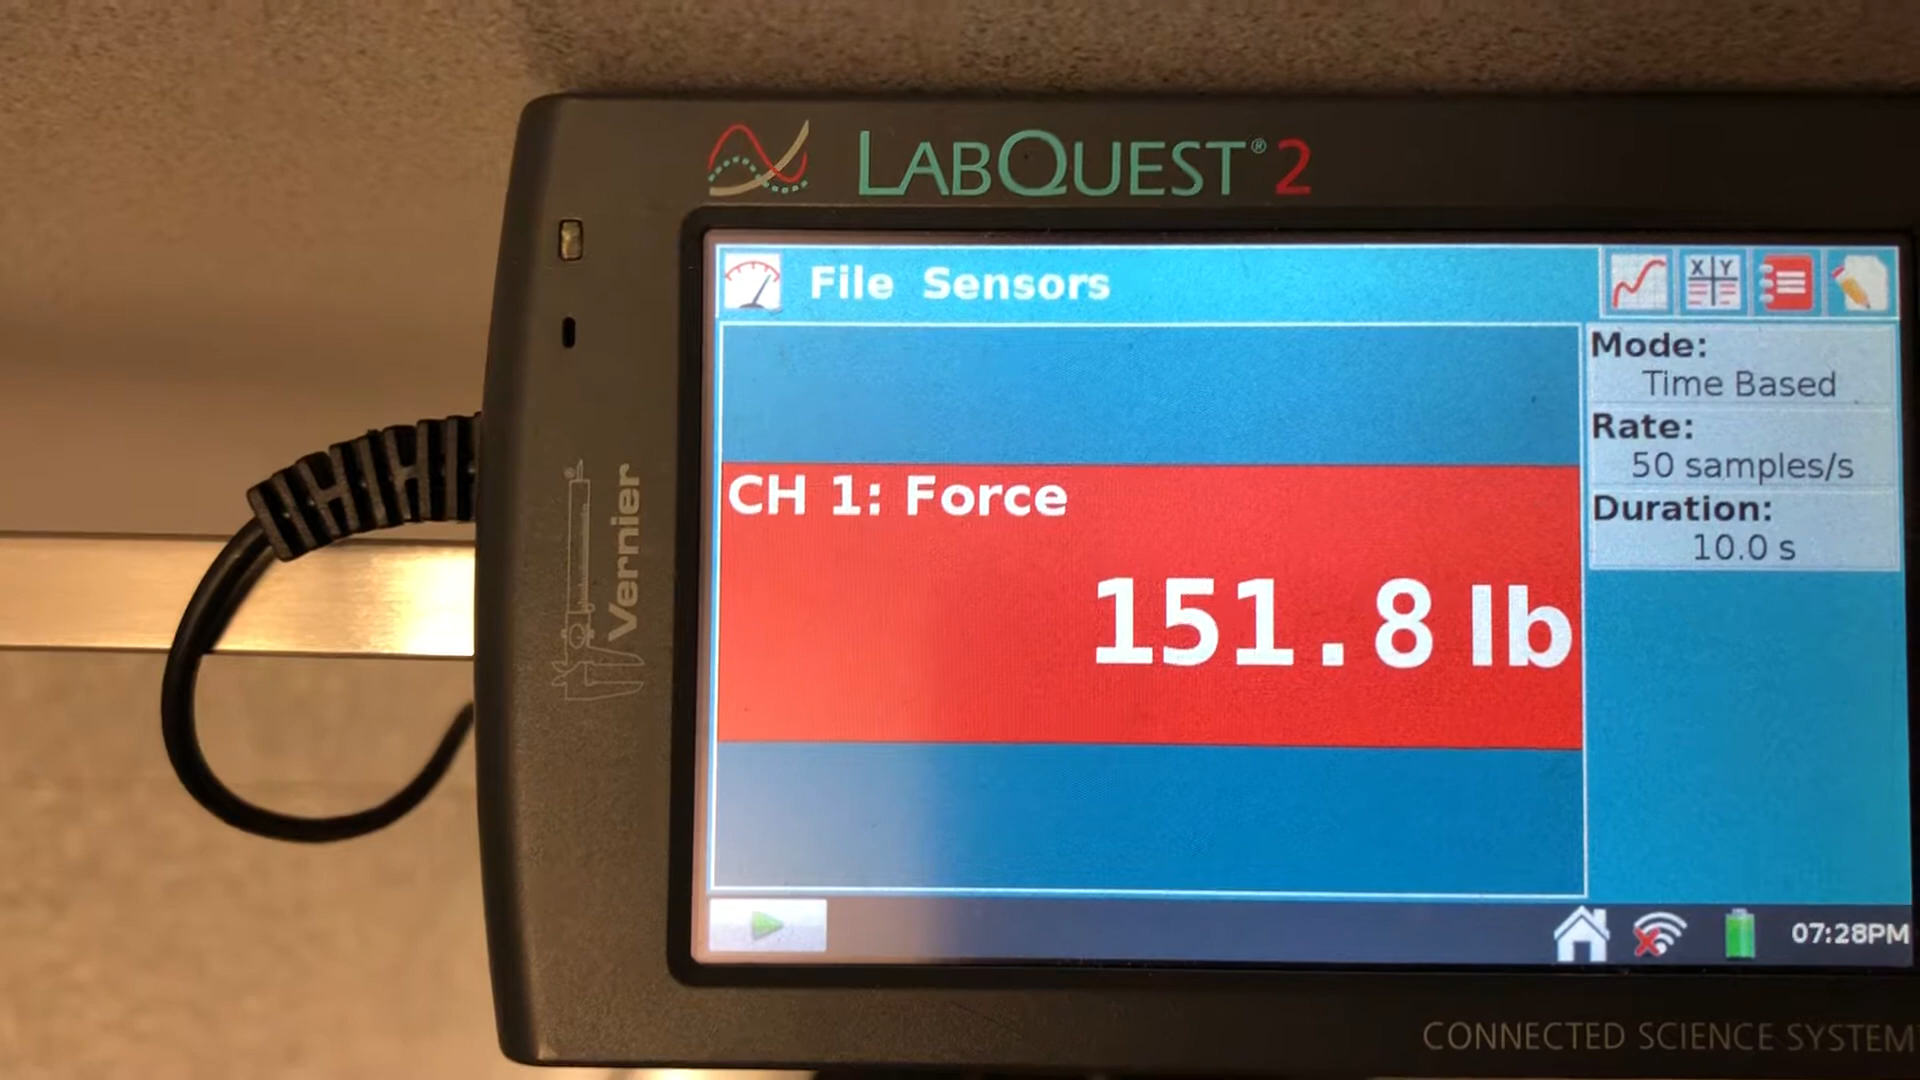 LABQUEST® 2
File Sensors
X Y
Mode:
Time Based
Rate:
50 samples/s
Duration:
10.0 s
CH 1: Force
151.8 lb
Vernier
07:28PM
CONNECTED SCIENCE SYSTEM